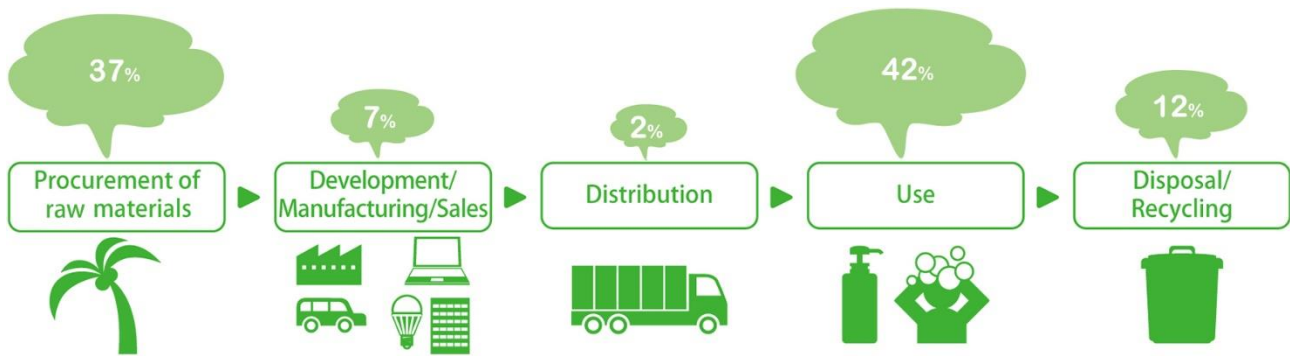 37%
7%
2%
42%
12%
Procurement of
raw materials
Development/
Manufacturing/Sales
Distribution
Use
Disposal/
Recycling